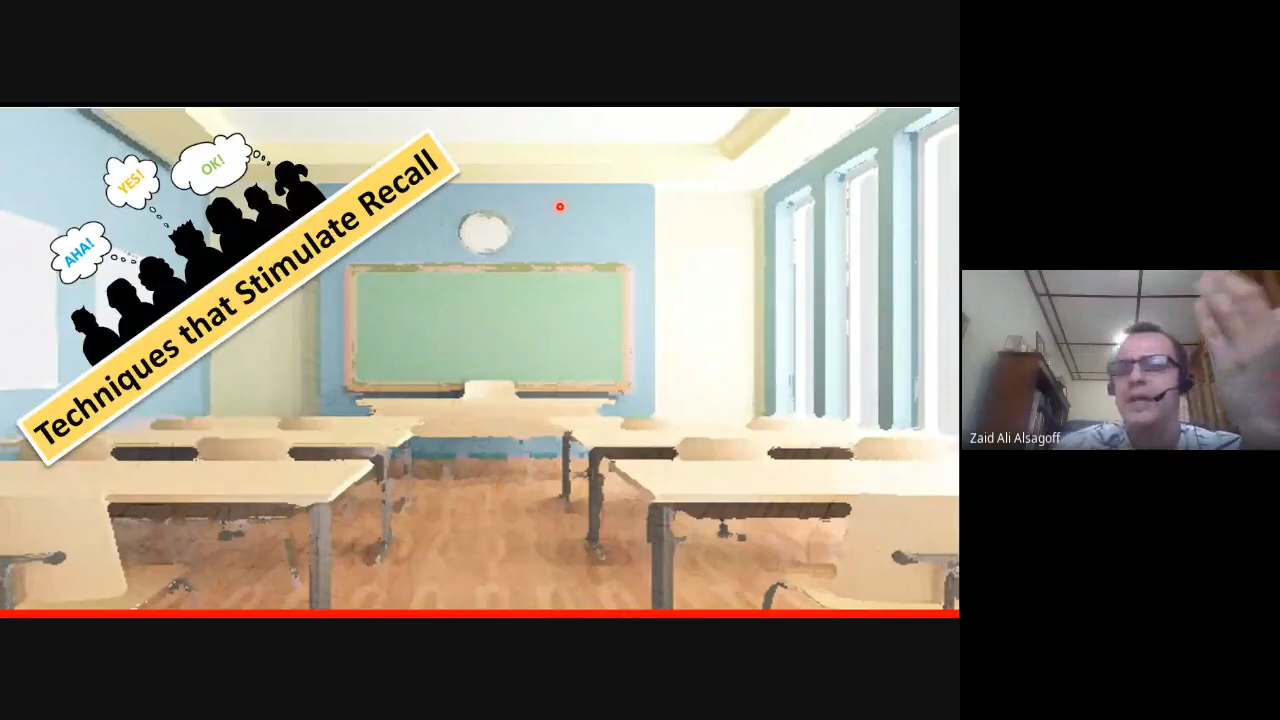 OK!
YES!
AHA!
Techniques that Stimulate Recall
Zaid Ali Alsagoff